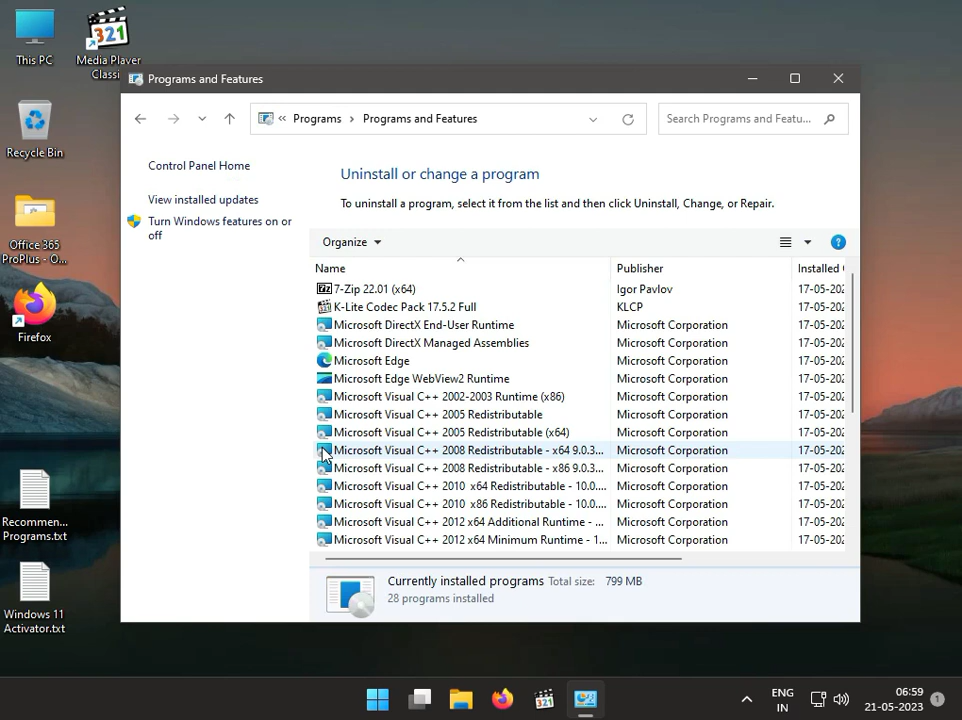 This PC
Media Player
Classi
Recycle Bin
Office 365
ProPlus - O...
Firefox
Recommen...
Programs.txt
Windows 11
Activator.txt
Programs and Features
Programs
Programs and Features
Search Programs and Featu...
Control Panel Home
View installed updates
Turn Windows features on or
off
Uninstall or change a program
To uninstall a program, select it from the list and then click Uninstall, Change, or Repair.
Organize
Name Publisher Installed
7-Zip 22.01 (x64) Igor Pavlov 17-05-202
K-Lite Codec Pack 17.5.2 Full KLCP 17-05-202
Microsoft DirectX End-User Runtime Microsoft Corporation 17-05-202
Microsoft DirectX Managed Assemblies Microsoft Corporation 17-05-202
Microsoft Edge Microsoft Corporation 17-05-202
Microsoft Edge WebView2 Runtime Microsoft Corporation 17-05-202
Microsoft Visual C++ 2002-2003 Runtime (x86) Microsoft Corporation 17-05-202
Microsoft Visual C++ 2005 Redistributable Microsoft Corporation 17-05-202
Microsoft Visual C++ 2005 Redistributable (x64) Microsoft Corporation 17-05-202
Microsoft Visual C++ 2008 Redistributable - x64 9.0.3... Microsoft Corporation 17-05-202
Microsoft Visual C++ 2008 Redistributable - x86 9.0.3... Microsoft Corporation 17-05-202
Microsoft Visual C++ 2010  x64 Redistributable - 10.0.... Microsoft Corporation 17-05-202
Microsoft Visual C++ 2010  x86 Redistributable - 10.0.... Microsoft Corporation 17-05-202
Microsoft Visual C++ 2012 x64 Additional Runtime - ... Microsoft Corporation 17-05-202
Microsoft Visual C++ 2012 x64 Minimum Runtime - 1... Microsoft Corporation 17-05-202
Currently installed programs Total size: 799 MB
28 programs installed
ENG
IN
06:59
21-05-2023
1